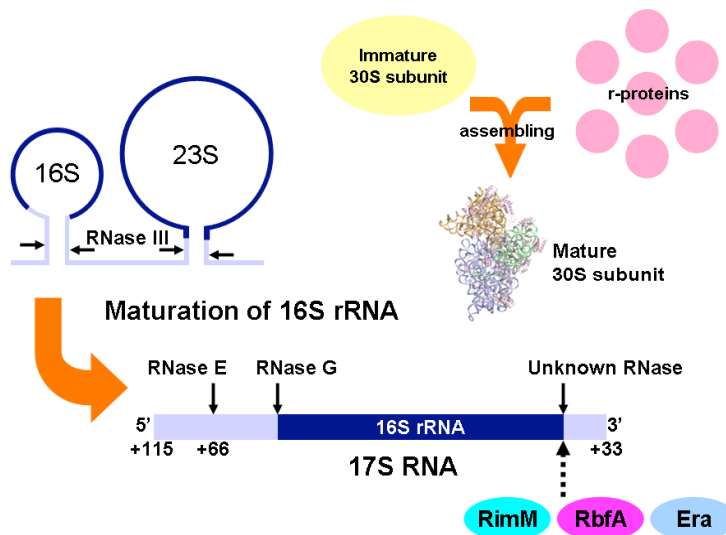 Immature
30S subunit
r-proteins
assembling
16S
23S
RNase III
Mature
30S subunit
Maturation of 16S rRNA
RNase E
RNase G
Unknown RNase
5’
16S rRNA
3’
+115
+66
+33
17S RNA
RimM
RbfA
Era